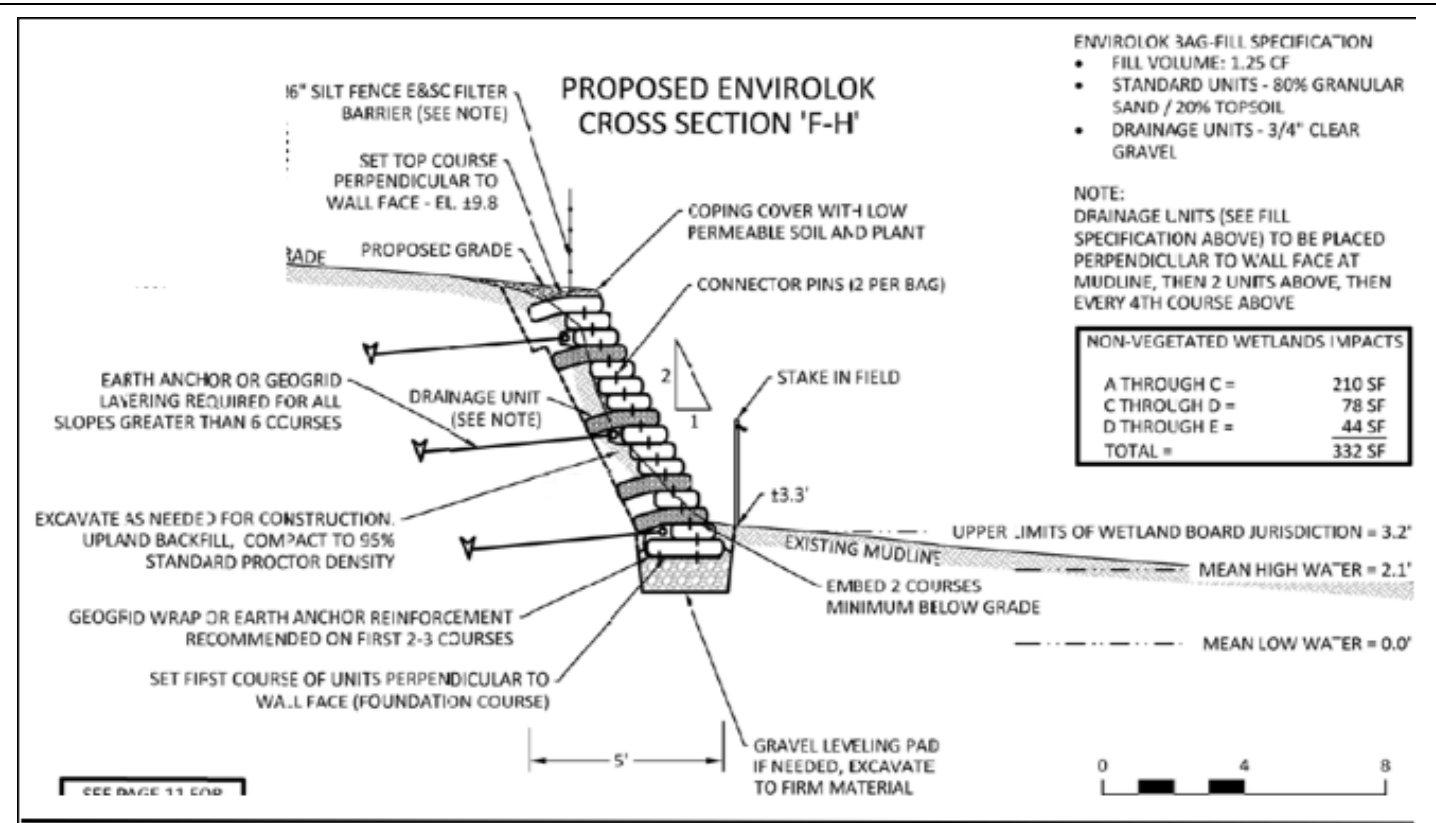 PROPOSED ENVIROLOK
CROSS SECTION 'F-H'
6" SILT FENCE E&SC FILTER
BARRIER (SEE NOTE)
SET TOP COURSE
PERPENDICULAR TO
WALL FACE - EL. ±9.8
PROPOSED GRADE
RADE
COPING COVER WITH LOW
PERMEABLE SOIL AND PLANT
CONNECTOR PINS (2 PER BAG)
EARTH ANCHOR OR GEOGRID
LAYERING REQUIRED FOR ALL
SLOPES GREATER THAN 6 COURSES
DRAINAGE UNIT
(SEE NOTE)
2
1
STAKE IN FIELD
±3.3'
EXCAVATE AS NEEDED FOR CONSTRUCTION.
UPLAND BACKFILL, COMPACT TO 95%
STANDARD PROCTOR DENSITY
EXISTING MUDLINE
EMBED 2 COURSES
MINIMUM BELOW GRADE
GEOGRID WRAP OR EARTH ANCHOR REINFORCEMENT
RECOMMENDED ON FIRST 2-3 COURSES
SET FIRST COURSE OF UNITS PERPENDICULAR TO
WALL FACE (FOUNDATION COURSE)
5'
GRAVEL LEVELING PAD
IF NEEDED, EXCAVATE
TO FIRM MATERIAL
SEE PAGE 11 FOR
ENVIROLOK BAG-FILL SPECIFICATION
• FILL VOLUME: 1.25 CF
• STANDARD UNITS - 80% GRANULAR
SAND / 20% TOPSOIL
• DRAINAGE UNITS - 3/4" CLEAR
GRAVEL
NOTE:
DRAINAGE UNITS (SEE FILL
SPECIFICATION ABOVE) TO BE PLACED
PERPENDICULAR TO WALL FACE AT
MUDLINE, THEN 2 UNITS ABOVE, THEN
EVERY 4TH COURSE ABOVE
NON-VEGETATED WETLANDS IMPACTS
A THROUGH C = 210 SF
C THROUGH D = 78 SF
D THROUGH E = 44 SF
TOTAL = 332 SF
UPPER LIMITS OF WETLAND BOARD JURISDICTION = 3.2'
MEAN HIGH WATER = 2.1'
MEAN LOW WATER = 0.0'
0 4 8